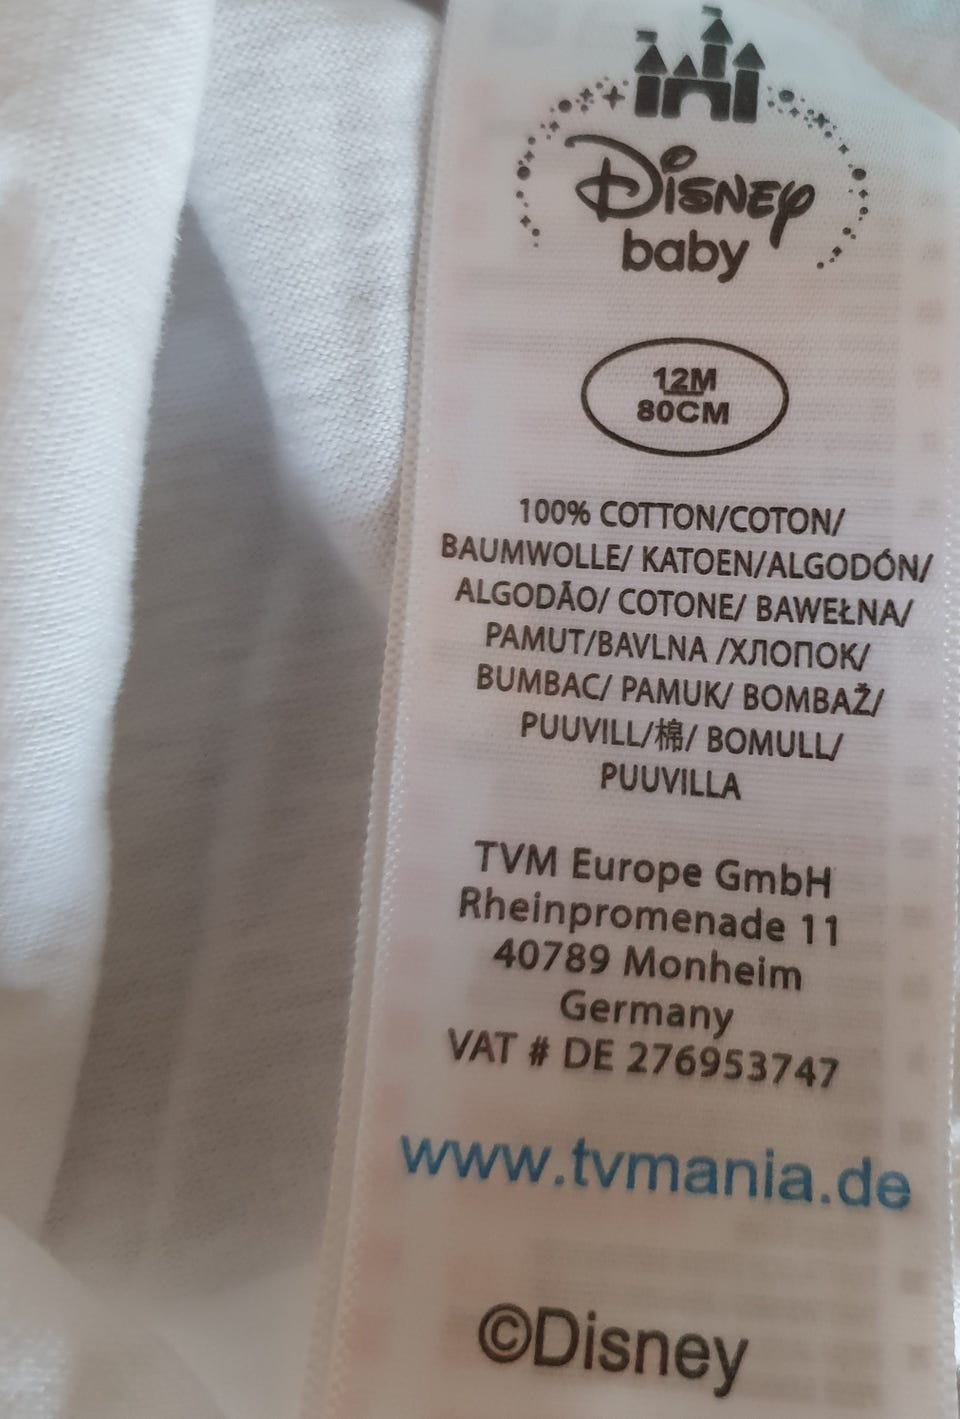 Disney
baby
12M
80CM
100% COTTON/COTON/
BAUMWOLLE/ KATOEN/ALGODÓN/
ALGODÃO/ COTONE/ BAWEŁNA/
PAMUT/BAVLNA /ХЛОПОК/
BUMBAC/ PAMUK/ BOMBAŽ/
PUUVILL/棉/ BOMULL/
PUUVILLA
TVM Europe GmbH
Rheinpromenade 11
40789 Monheim
Germany
VAT # DE 276953747
www.tvmania.de
©Disney